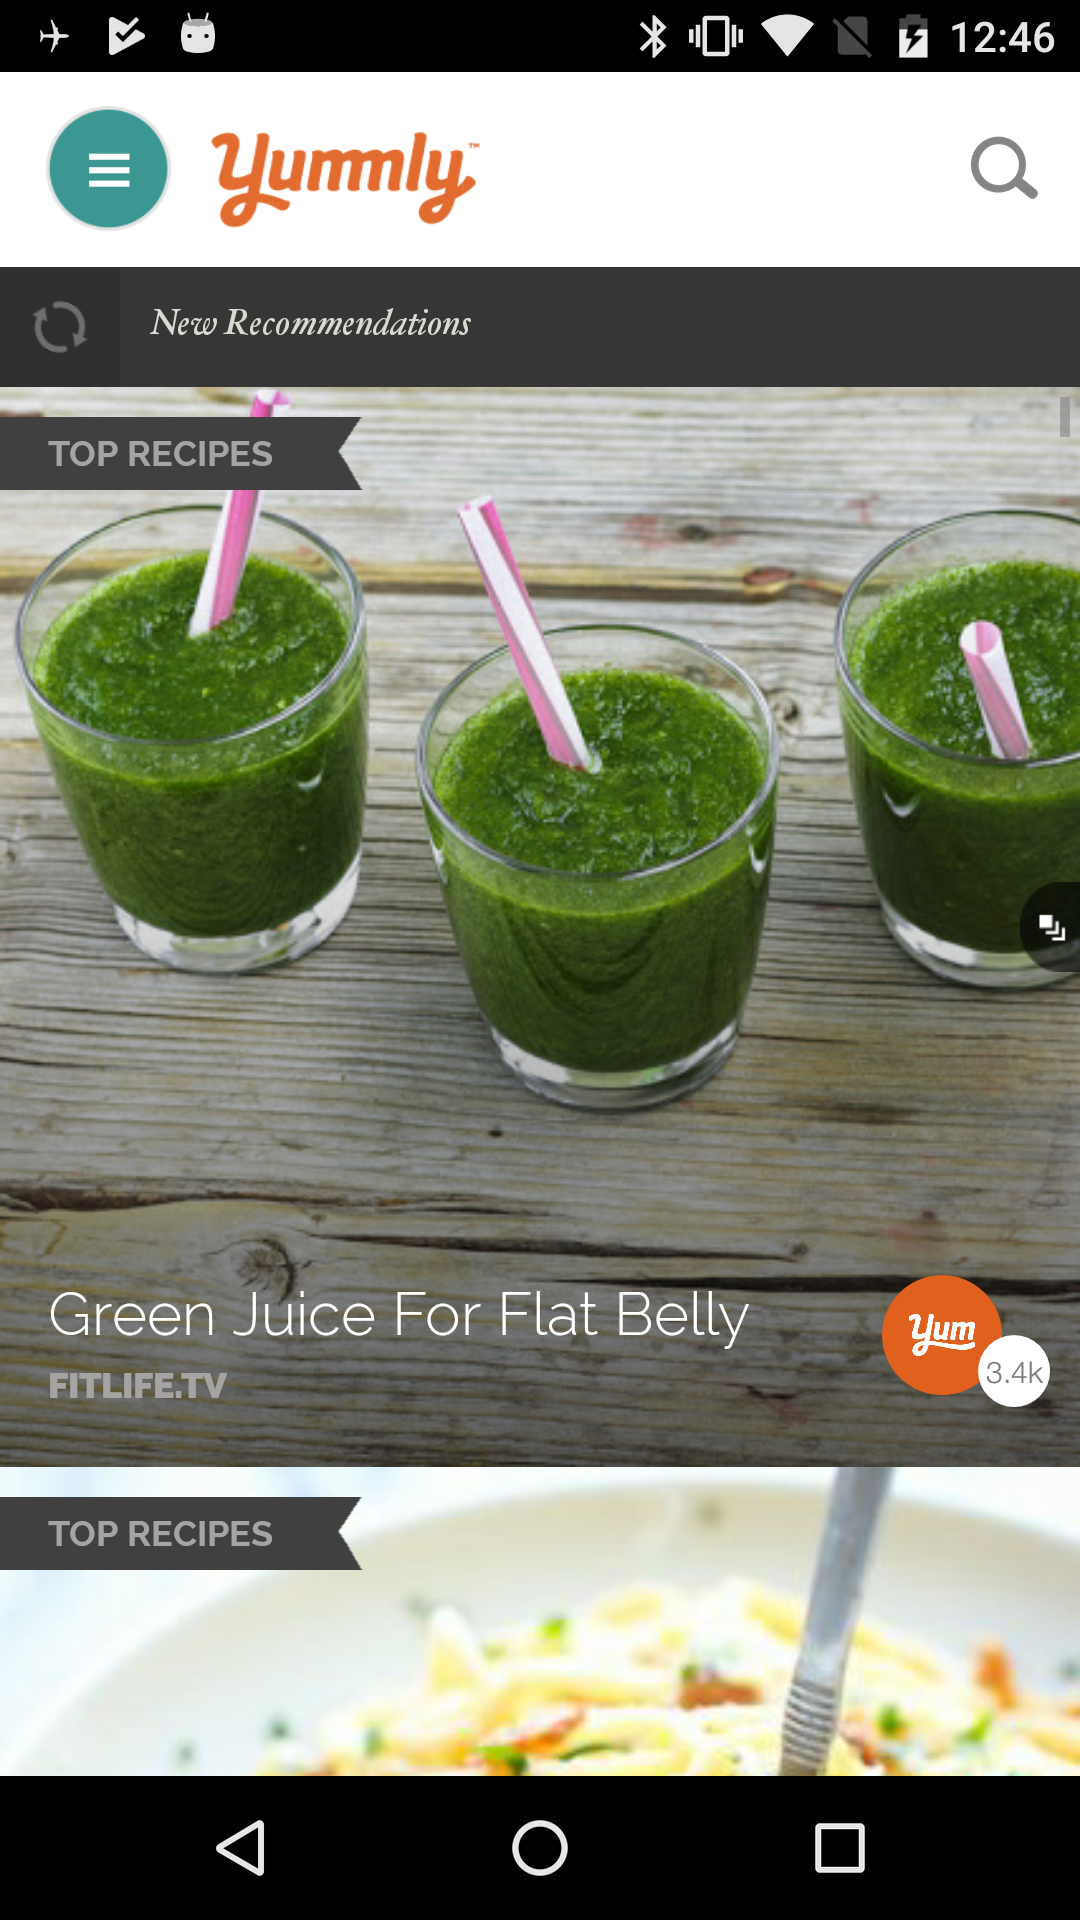 12:46
Yummly™
New Recommendations
TOP RECIPES
Green Juice For Flat Belly
FITLIFE.TV
Yum
3.4k
TOP RECIPES